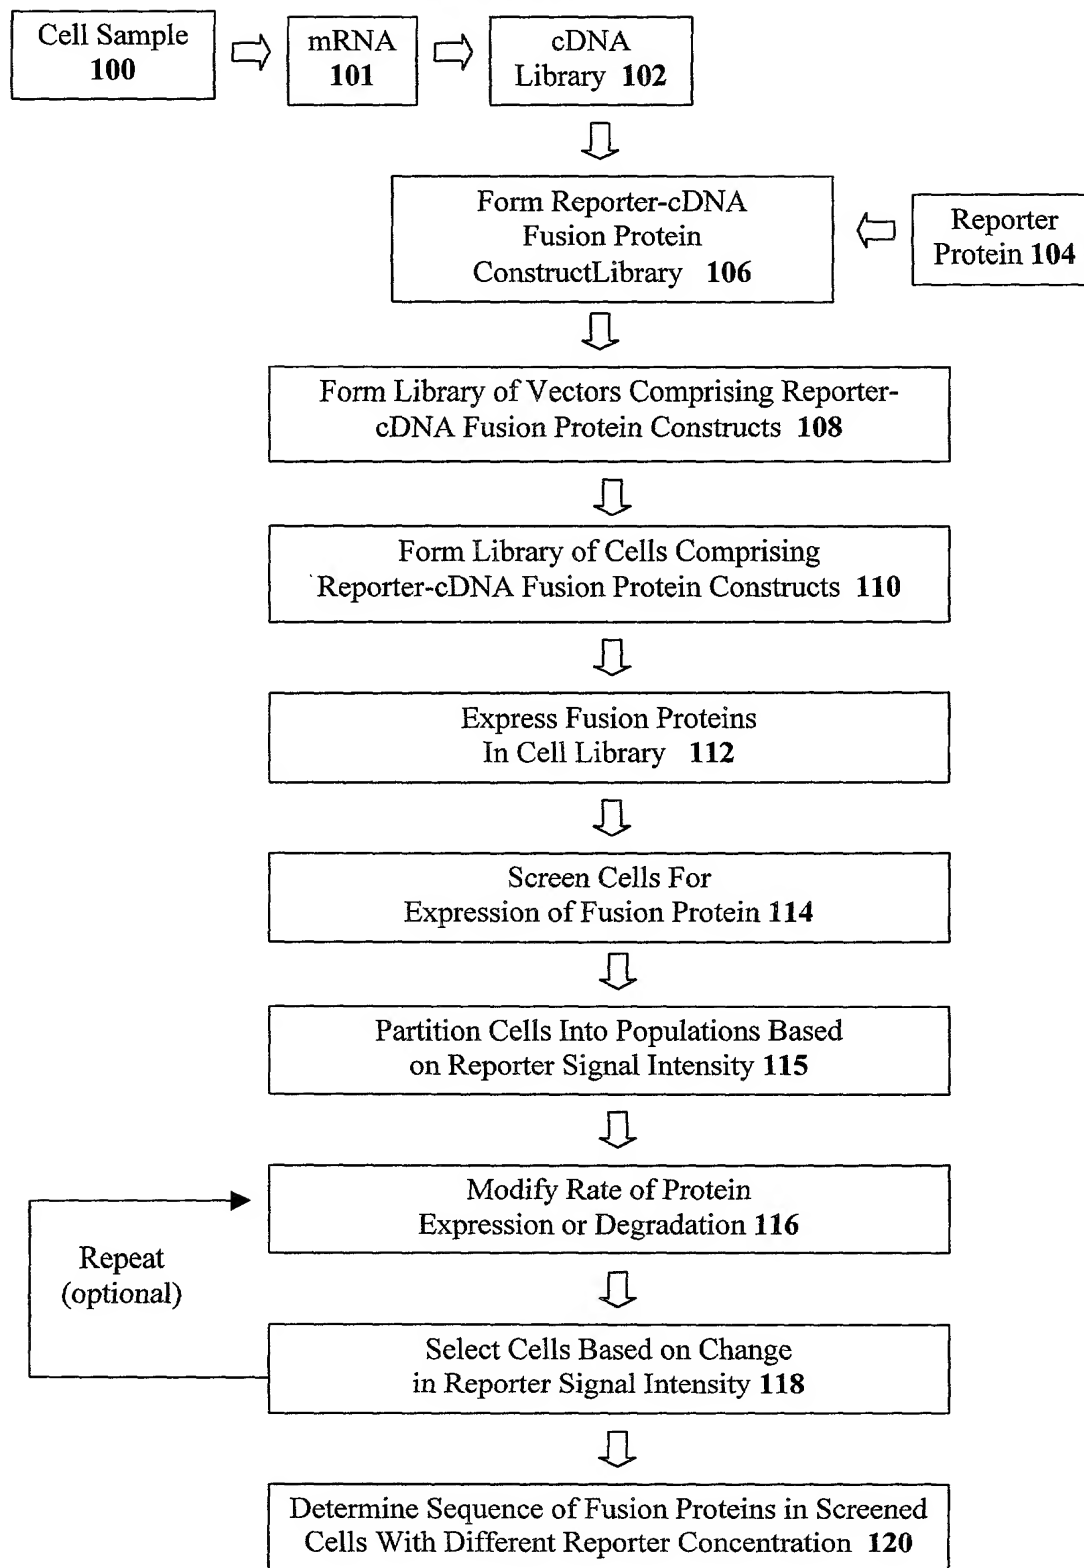 Cell Sample
100
mRNA
101
cDNA
Library 102
Form Reporter-cDNA
Fusion Protein
ConstructLibrary 106
Reporter
Protein 104
Form Library of Vectors Comprising Reporter-
cDNA Fusion Protein Constructs 108
Form Library of Cells Comprising
Reporter-cDNA Fusion Protein Constructs 110
Express Fusion Proteins
In Cell Library 112
Screen Cells For
Expression of Fusion Protein 114
Partition Cells Into Populations Based
on Reporter Signal Intensity 115
Modify Rate of Protein
Expression or Degradation 116
Repeat
(optional)
Select Cells Based on Change
in Reporter Signal Intensity 118
Determine Sequence of Fusion Proteins in Screened
Cells With Different Reporter Concentration 120